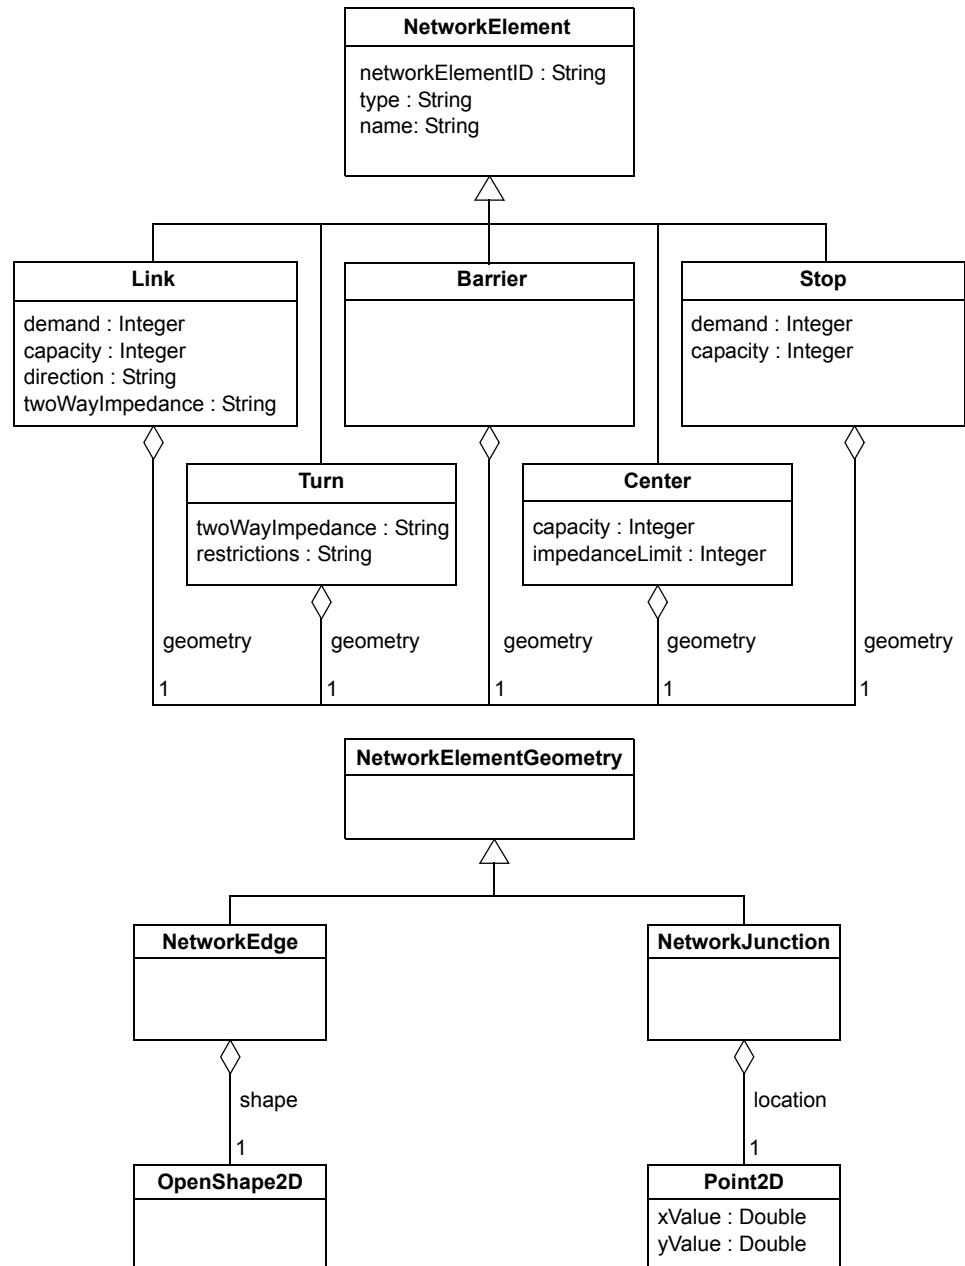 NetworkElement
networkElementID : String
type : String
name: String
Link
demand : Integer
capacity : Integer
direction : String
twoWayImpedance : String
Barrier
Stop
demand : Integer
capacity : Integer
Turn
twoWayImpedance : String
restrictions : String
Center
capacity : Integer
impedanceLimit : Integer
geometry
geometry
geometry
geometry
geometry
1
1
1
1
1
NetworkElementGeometry
NetworkEdge
NetworkJunction
shape
location
1
1
OpenShape2D
Point2D
xValue : Double
yValue : Double